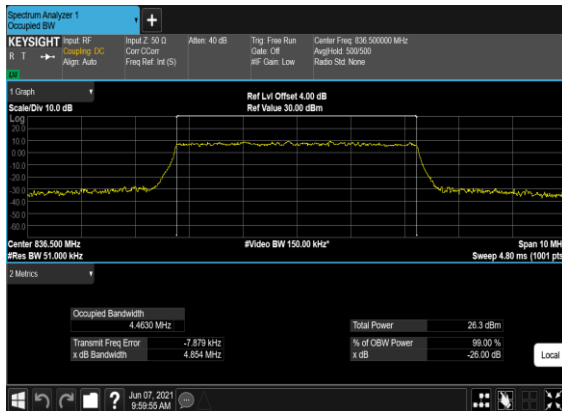 Spectrum Analyzer 1
Occupied BW
KEYSIGHT
R T
Input: RF
Coupling: DC
Align: Auto
Input Z: 50 Ω
Corr CCorr
Freq Ref: Int (S)
Atten: 40 dB
Trig: Free Run
Gate: Off
#IF Gain: Low
Center Freq: 836.500000 MHz
Avg|Hold: 500/500
Radio Std: None
1 Graph
Scale/Div 10.0 dB
Ref Lvl Offset 4.00 dB
Ref Value 30.00 dBm
Log
20.0
10.0
0.00
-10.0
-20.0
-30.0
-40.0
-50.0
-60.0
Center 836.500 MHz
#Res BW 51.000 kHz
#Video BW 150.00 kHz*
Span 10 MH
Sweep 4.80 ms (1001 pts
2 Metrics
Occupied Bandwidth
4.4630 MHz
Transmit Freq Error -7.879 kHz
x dB Bandwidth 4.854 MHz
Total Power 26.3 dBm
% of OBW Power 99.00 %
x dB -26.00 dB
Local
?
Jun 07, 2021
9:59:55 AM